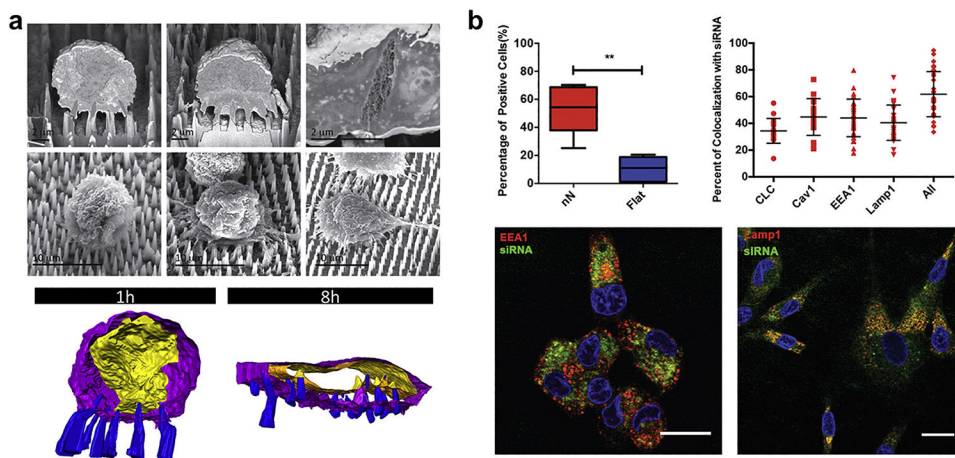 a
2 µm
2 µm
2 µm
10 µm
10 µm
10 µm
1h
8h
b
Percentage of Positive Cells(%)
100
80
60
40
20
0
**
nN
Flat
Percent of Colocalization with siRNA
100
80
60
40
20
0
CLC
Cav1
EEA1
Lamp1
All
EEA1
siRNA
Lamp1
siRNA